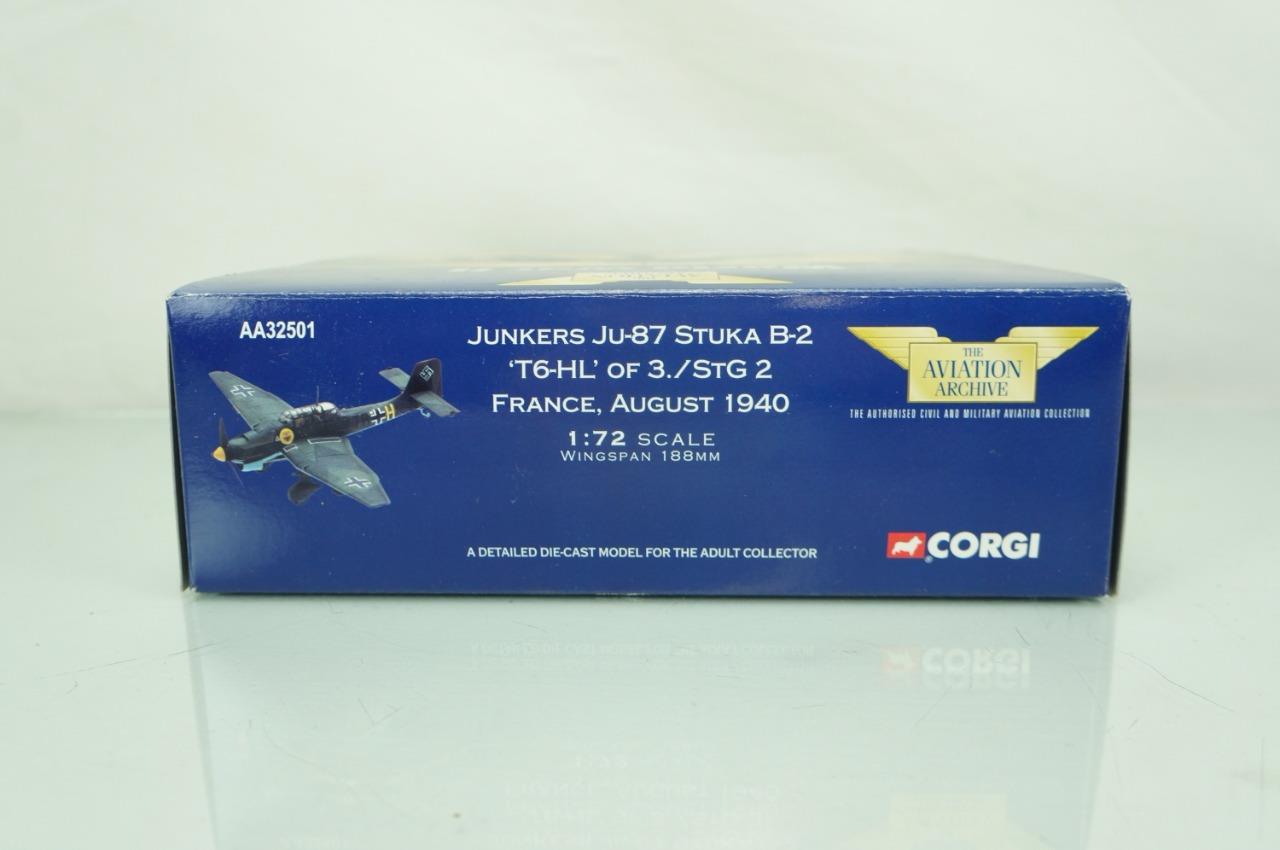 AA32501
JUNKERS JU-87 STUKA B-2
‘T6-HL’ OF 3./STG 2
FRANCE, AUGUST 1940
1:72 SCALE
WINGSPAN 188MM
THE
AVIATION
ARCHIVE
THE AUTHORISED CIVIL AND MILITARY AVIATION COLLECTION
A DETAILED DIE-CAST MODEL FOR THE ADULT COLLECTOR
CORGI